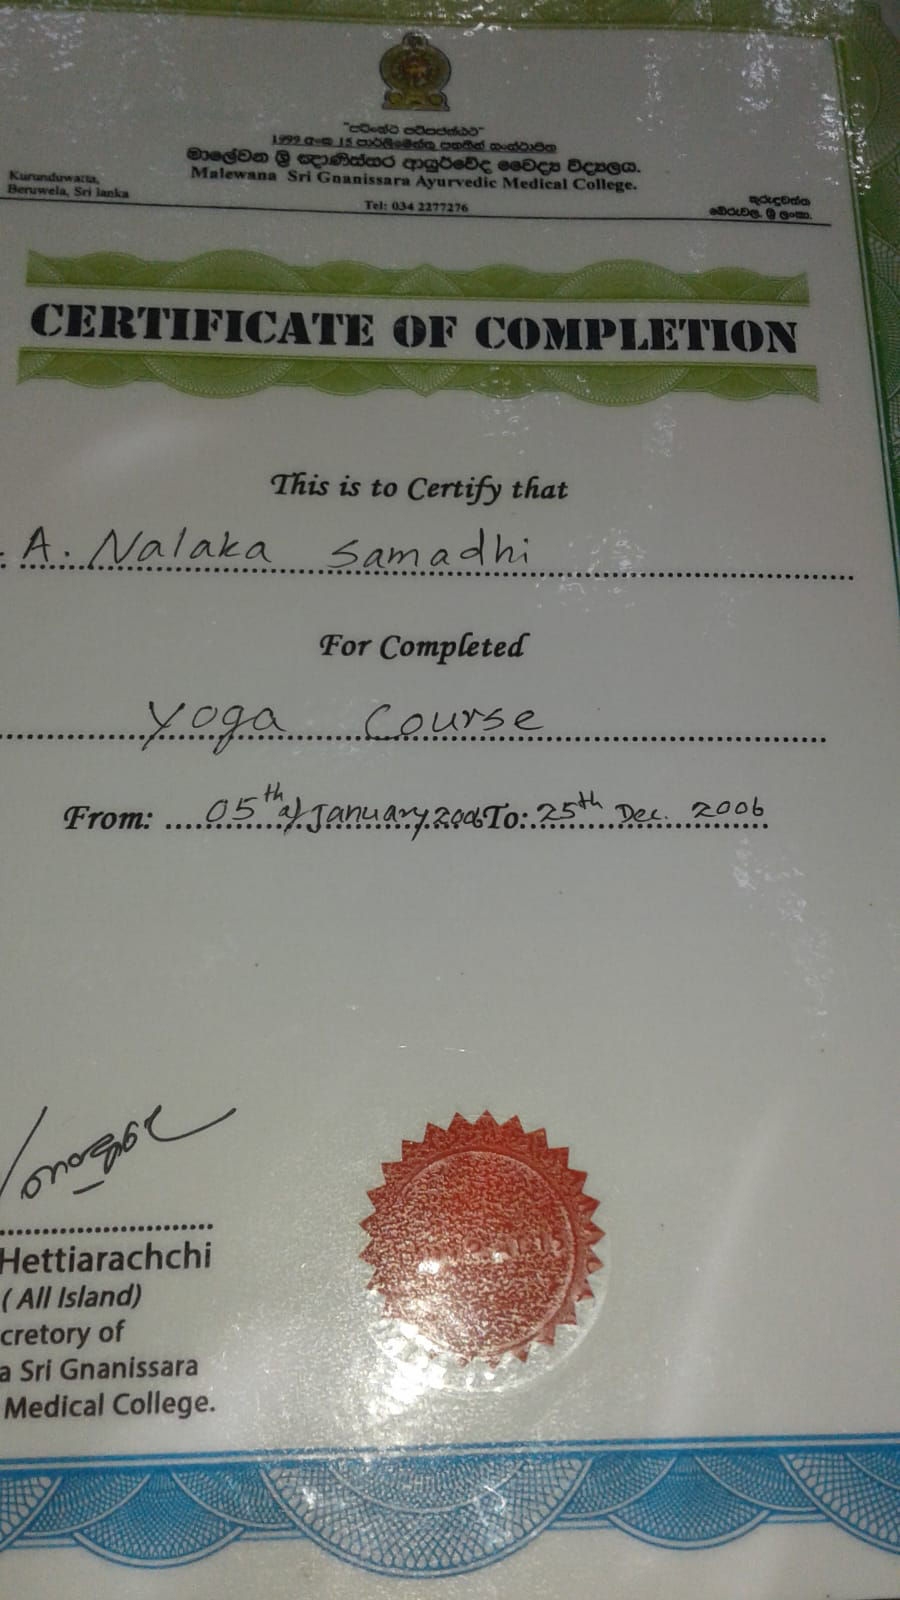 1999 අංක 15 පාර්ලිමේන්තු පනතින් සංස්ථාපිත
මාලේවන ශ්‍රී ඤාණිස්සර ආයුර්වේද වෛද්‍ය විද්‍යාලය.
Malewana Sri Gnanissara Ayurvedic Medical College.
Kurunduwatta,
Beruwela, Sri lanka
Tel: 034 2277276
කුරුඳුවත්ත
බේරුවල, ශ්‍රී ලංකා.
CERTIFICATE OF COMPLETION
This is to Certify that
. A. Nalaka Samadhi
For Completed
Yoga Course
From: 05th of January 2006 To: 25th Dec. 2006
Hettiarachchi
( All Island)
cretory of
a Sri Gnanissara
Medical College.